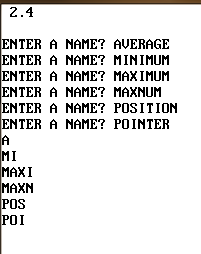 2.4
ENTER A NAME? AVERAGE
ENTER A NAME? MINIMUM
ENTER A NAME? MAXIMUM
ENTER A NAME? MAXNUM
ENTER A NAME? POSITION
ENTER A NAME? POINTER
A
MI
MAXI
MAXN
POS
POI